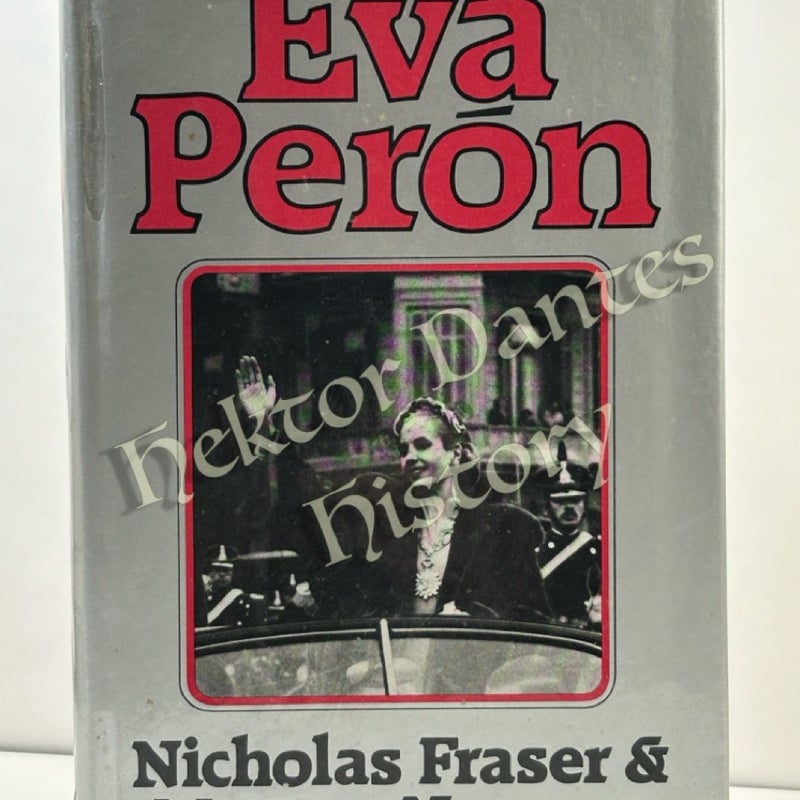 Eva
Perón
Hektor Dantes
History
Nicholas Fraser &